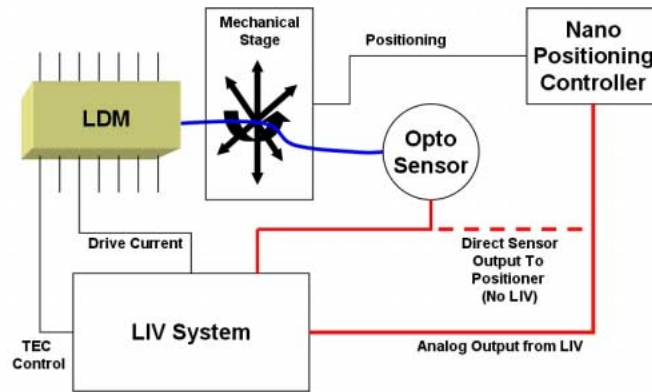 Mechanical
Stage
Positioning
Nano
Positioning
Controller
LDM
Opto
Sensor
Drive Current
Direct Sensor
Output To
Positioner
(No LIV)
LIV System
TEC
Control
Analog Output from LIV